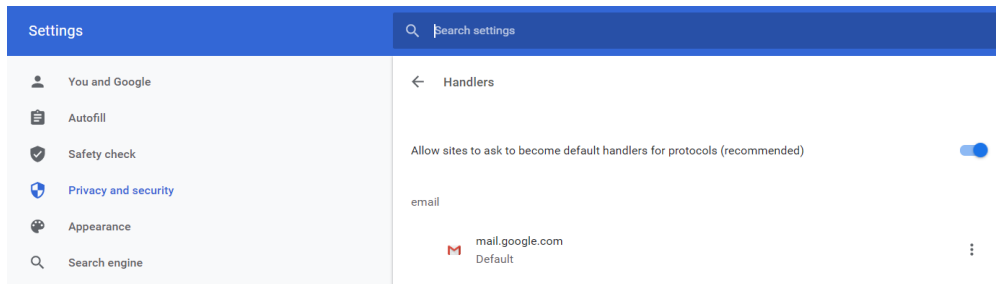 Settings
Search settings
You and Google
Autofill
Safety check
Privacy and security
Appearance
Search engine
Handlers
Allow sites to ask to become default handlers for protocols (recommended)
email
mail.google.com
Default